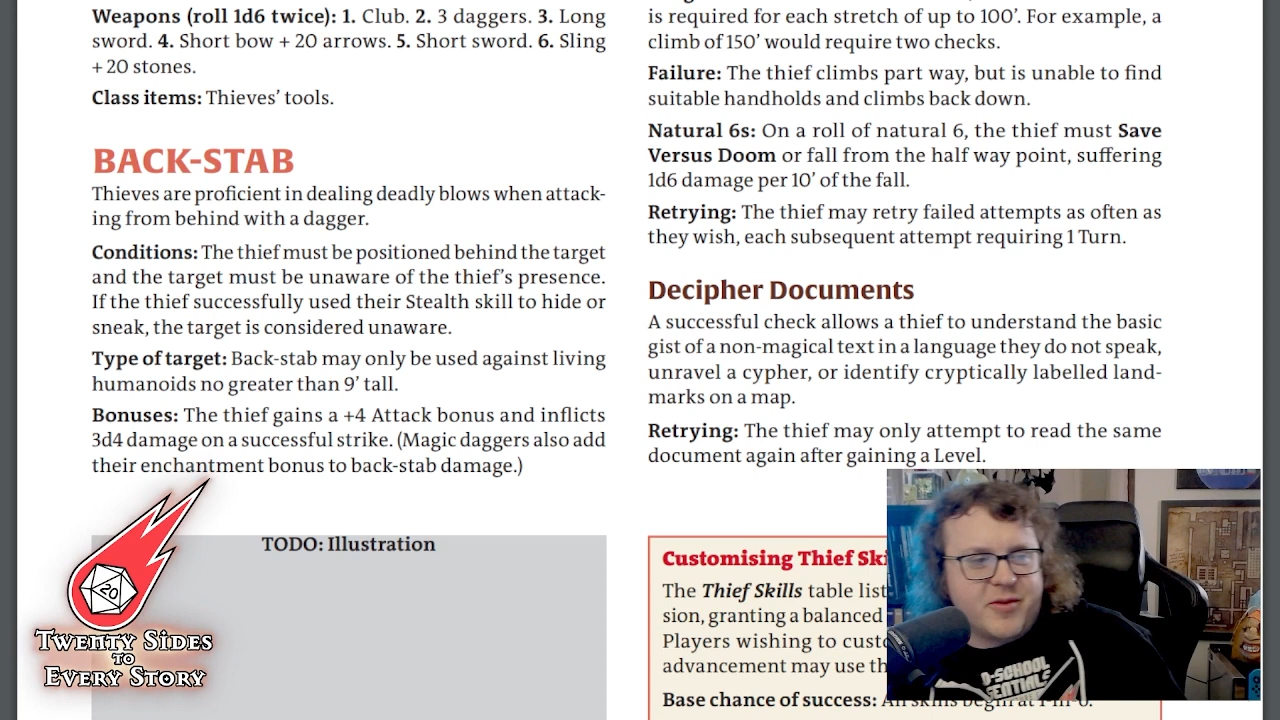 Weapons (roll 1d6 twice): 1. Club. 2. 3 daggers. 3. Long
sword. 4. Short bow + 20 arrows. 5. Short sword. 6. Sling
+ 20 stones.
Class items: Thieves’ tools.
BACK-STAB
Thieves are proficient in dealing deadly blows when attack-
ing from behind with a dagger.
Conditions: The thief must be positioned behind the target
and the target must be unaware of the thief’s presence.
If the thief successfully used their Stealth skill to hide or
sneak, the target is considered unaware.
Type of target: Back-stab may only be used against living
humanoids no greater than 9’ tall.
Bonuses: The thief gains a +4 Attack bonus and inflicts
3d4 damage on a successful strike. (Magic daggers also add
their enchantment bonus to back-stab damage.)
TODO: Illustration
20
TWENTY SIDES
TO
EVERY STORY
is required for each stretch of up to 100’. For example, a
climb of 150’ would require two checks.
Failure: The thief climbs part way, but is unable to find
suitable handholds and climbs back down.
Natural 6s: On a roll of natural 6, the thief must Save
Versus Doom or fall from the half way point, suffering
1d6 damage per 10’ of the fall.
Retrying: The thief may retry failed attempts as often as
they wish, each subsequent attempt requiring 1 Turn.
Decipher Documents
A successful check allows a thief to understand the basic
gist of a non-magical text in a language they do not speak,
unravel a cypher, or identify cryptically labelled land-
marks on a map.
Retrying: The thief may only attempt to read the same
document again after gaining a Level.
Customising Thief Ski
The Thief Skills table list
sion, granting a balanced
Players wishing to custo
advancement may use th
Base chance of success: All skills begin at 1-in-6.
D-SCHOOL
SENTIALS